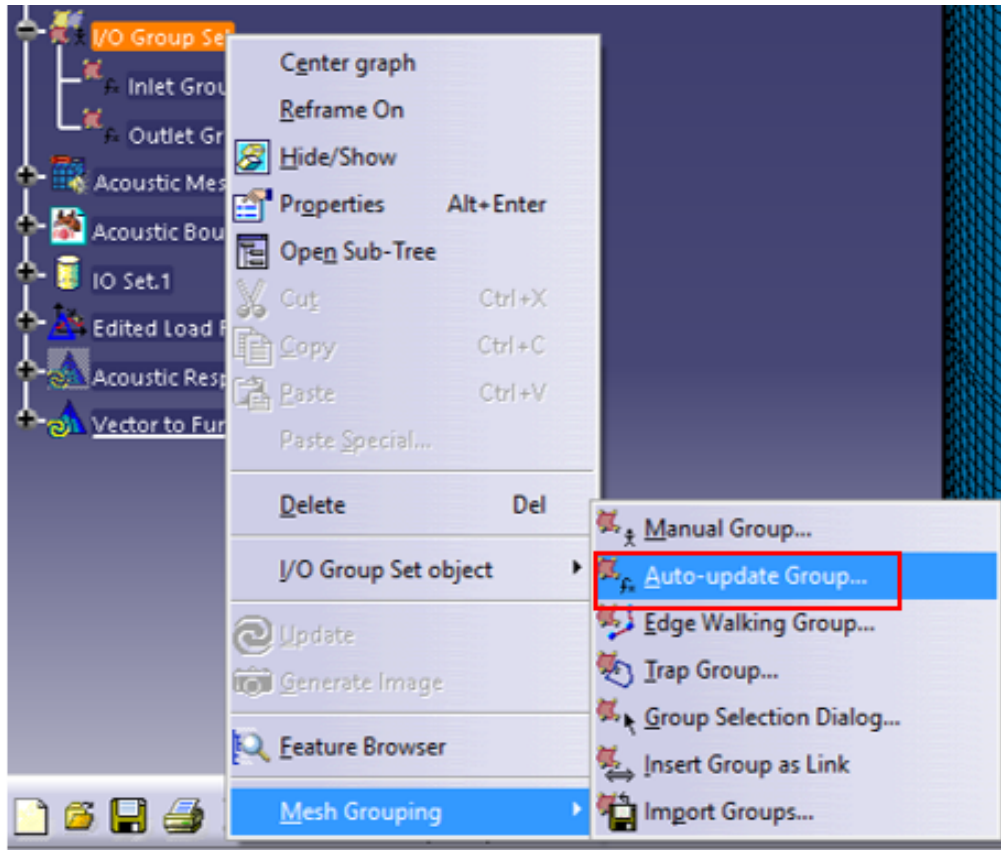 I/O Group Set
Inlet Grou
Outlet Gr
Acoustic Mes
Acoustic Bou
IO Set.1
Edited Load F
Acoustic Resp
Vector to Fun
Center graph
Reframe On
Hide/Show
Properties Alt+Enter
Open Sub-Tree
Cut Ctrl+X
Copy Ctrl+C
Paste Ctrl+V
Paste Special...
Delete Del
I/O Group Set object
Update
Generate Image
Feature Browser
Mesh Grouping
Manual Group...
Auto-update Group...
Edge Walking Group...
Trap Group...
Group Selection Dialog...
Insert Group as Link
Import Groups...